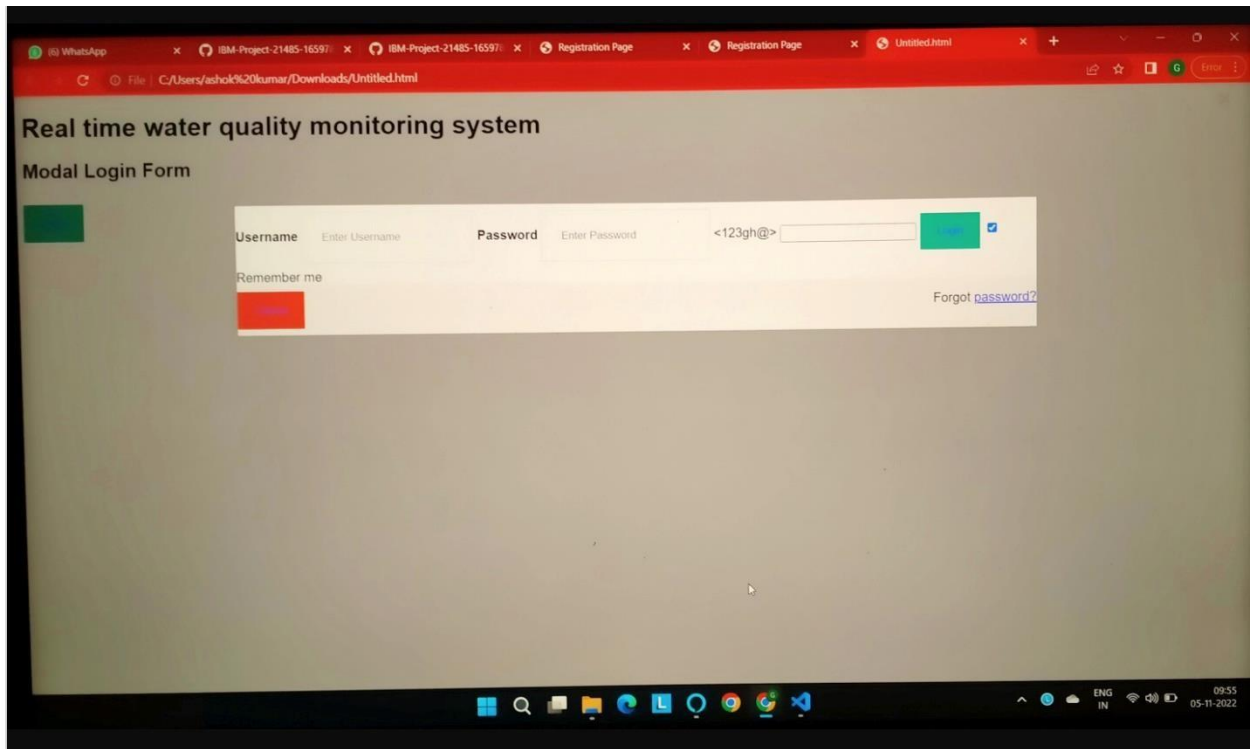 (6) WhatsApp
IBM-Project-21485-16597
IBM-Project-21485-16597
Registration Page
Registration Page
Untitled.html
File C:/Users/ashok%20kumar/Downloads/Untitled.html
G
Error
Real time water quality monitoring system
Modal Login Form
Username Enter Username Password Enter Password <123gh@> Login
Remember me
Forgot password?
L
G
ENG
IN
09:55
05-11-2022